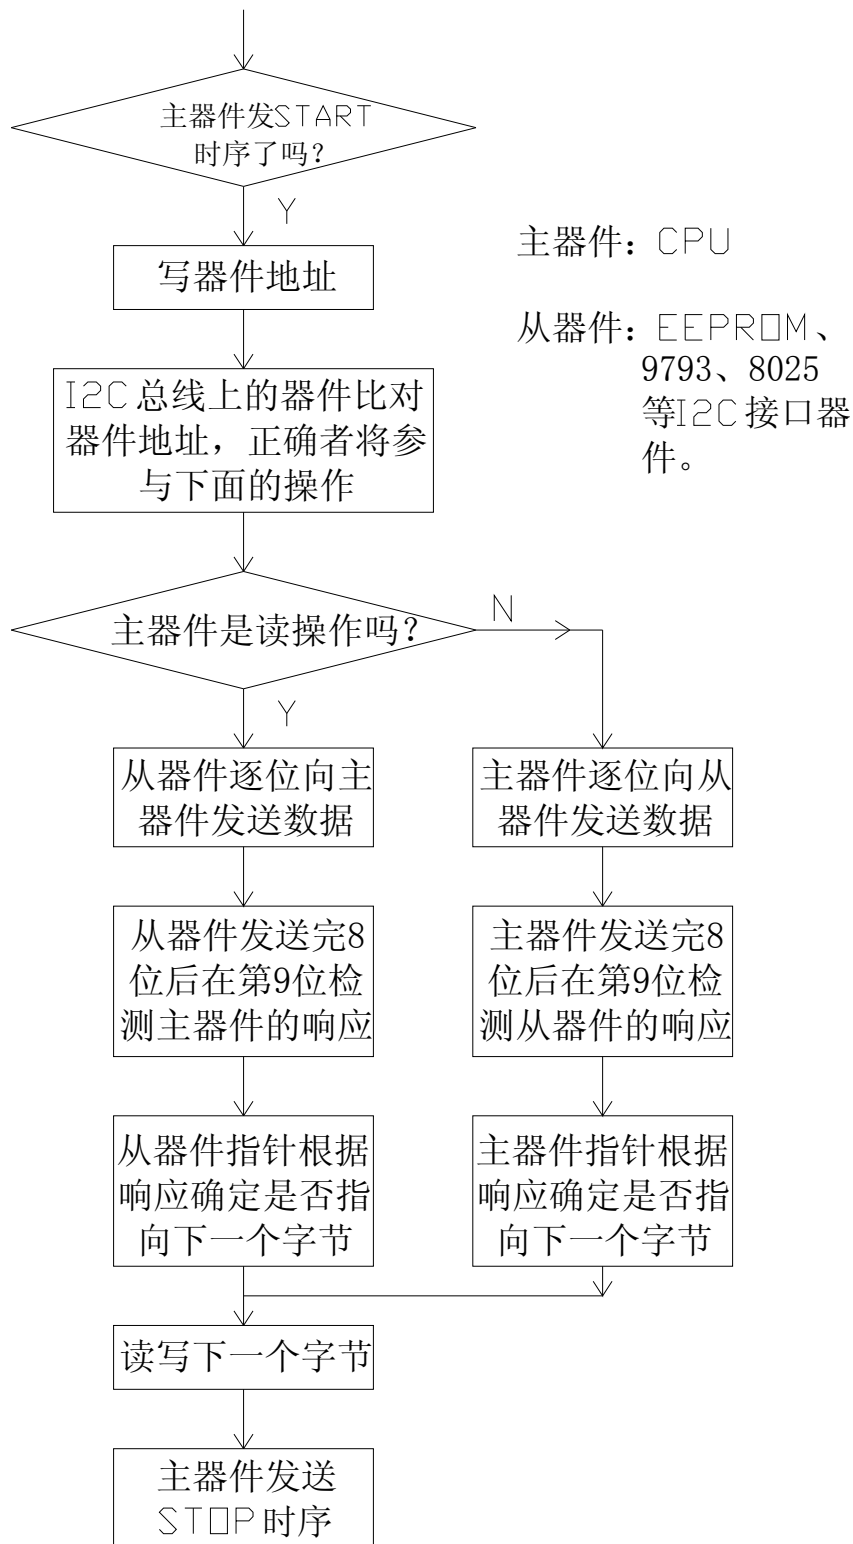 主器件发START
时序了吗？
Y
写器件地址
主器件：CPU
从器件：EEPROM、
9793、8025
等I2C接口器
件。
I2C总线上的器件比对
器件地址，正确者将参
与下面的操作
主器件是读操作吗？
N
Y
从器件逐位向主
器件发送数据
主器件逐位向从
器件发送数据
从器件发送完8
位后在第9位检
测主器件的响应
主器件发送完8
位后在第9位检
测从器件的响应
从器件指针根据
响应确定是否指
向下一个字节
主器件指针根据
响应确定是否指
向下一个字节
读写下一个字节
主器件发送
STOP时序